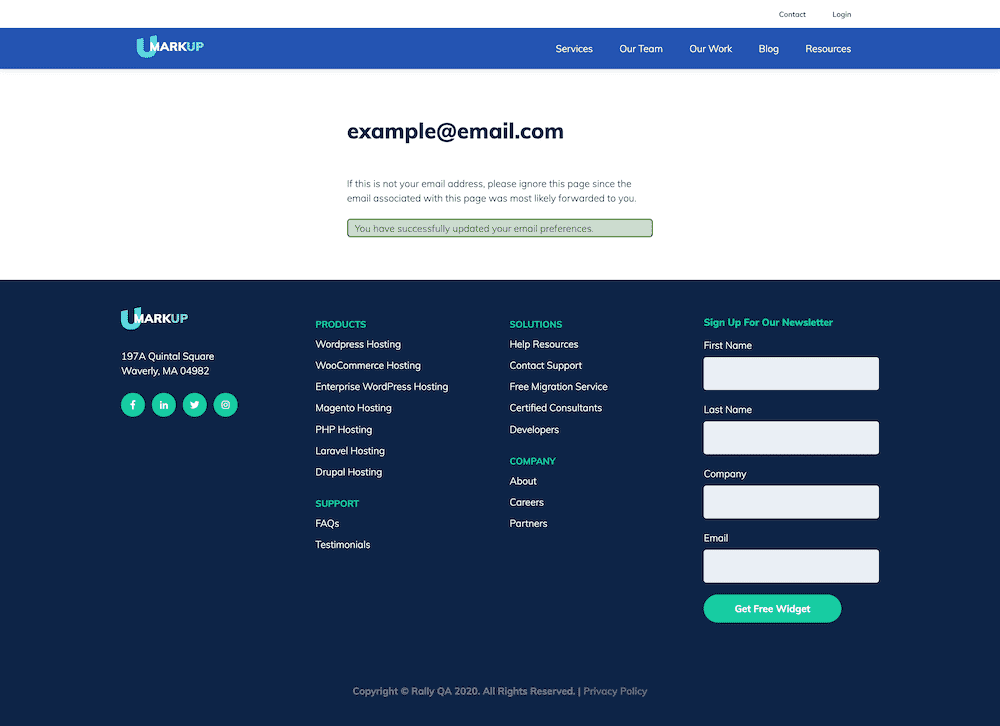 Contact Login
UMARKUP
Services Our Team Our Work Blog Resources
example@email.com
If this is not your email address, please ignore this page since the
email associated with this page was most likely forwarded to you.
You have successfully updated your email preferences.
UMARKUP
197A Quintal Square
Waverly, MA 04982
PRODUCTS
Wordpress Hosting
WooCommerce Hosting
Enterprise WordPress Hosting
Magento Hosting
PHP Hosting
Laravel Hosting
Drupal Hosting
SUPPORT
FAQs
Testimonials
SOLUTIONS
Help Resources
Contact Support
Free Migration Service
Certified Consultants
Developers
COMPANY
About
Careers
Partners
Sign Up For Our Newsletter
First Name
Last Name
Company
Email
Get Free Widget
Copyright © Rally QA 2020. All Rights Reserved. | Privacy Policy